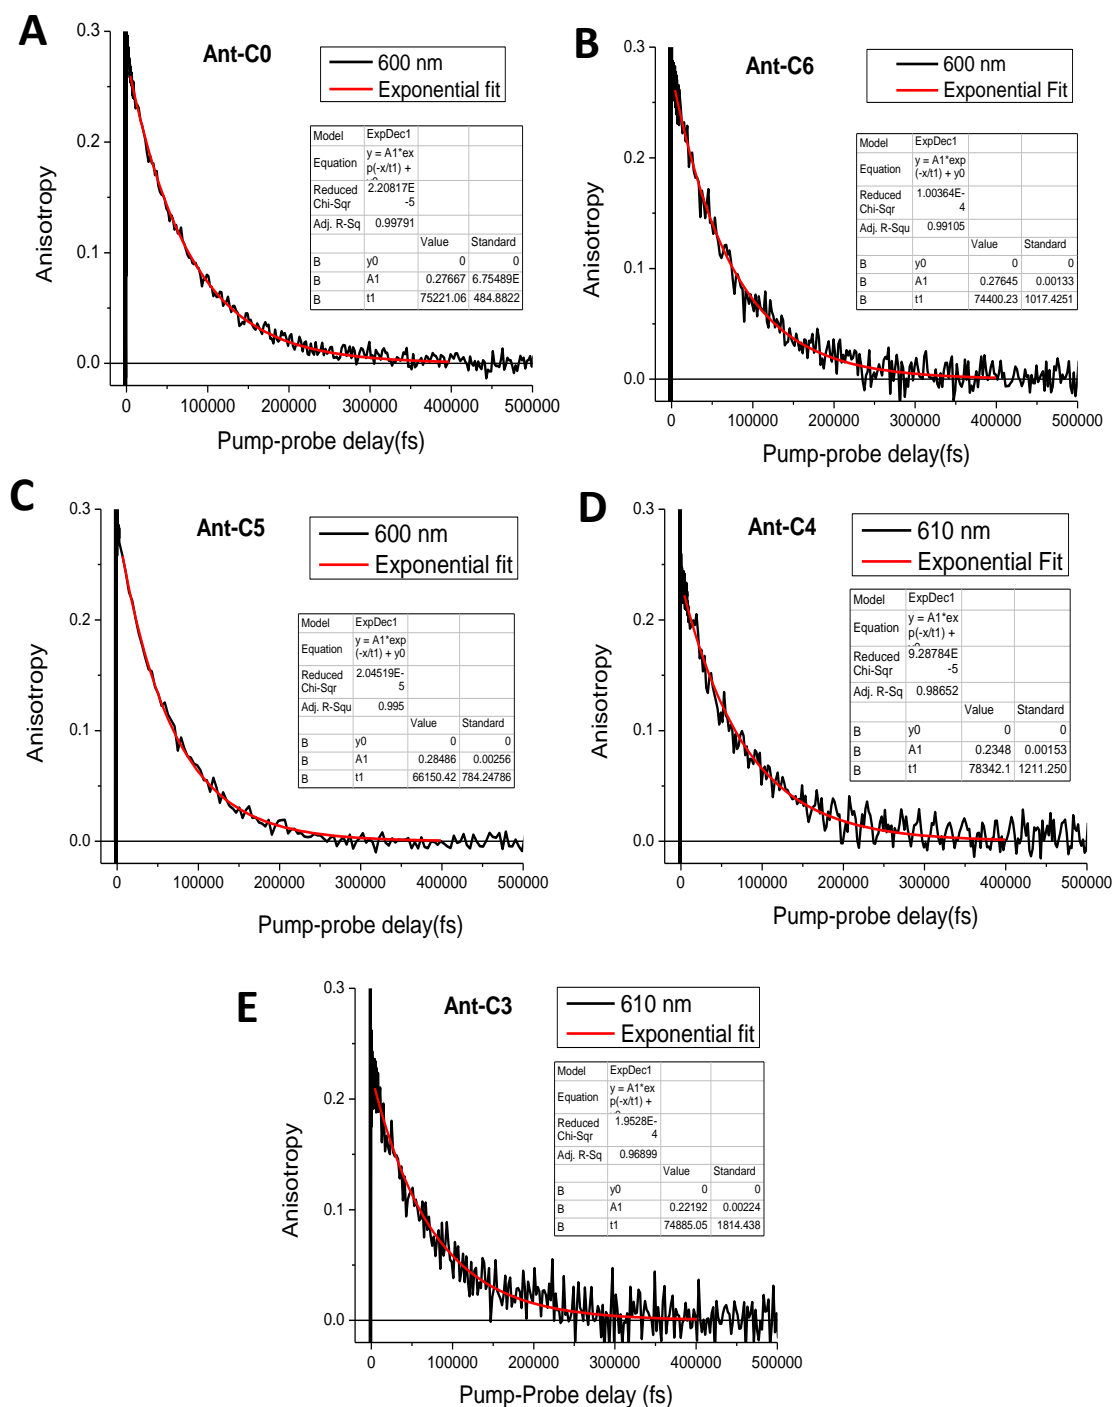 A
Ant-C0
600 nm
Exponential fit
Model ExpDec1
Equation y = A1*ex
p(-x/t1) +
Reduced Chi-Sqr 2.20817E
-5
Adj. R-Sq 0.99791
Value Standard
B y0 0 0
B A1 0.27667 6.75489E
B t1 75221.06 484.8822
Anisotropy
0.3
0.2
0.1
0.0
0 100000 200000 300000 400000 500000
Pump-probe delay(fs)
B
Ant-C6
600 nm
Exponential Fit
Model ExpDec1
Equation y = A1*exp
(-x/t1) + y0
Reduced Chi-Sqr 1.00364E-
4
Adj. R-Squ 0.99105
Value Standard
B y0 0 0
B A1 0.27645 0.00133
B t1 74400.23 1017.4251
Anisotropy
0.3
0.2
0.1
0.0
0 100000 200000 300000 400000 500000
Pump-probe delay(fs)
C
Ant-C5
600 nm
Exponential fit
Model ExpDec1
Equation y = A1*exp
(-x/t1) + y0
Reduced Chi-Sqr 2.04519E-
5
Adj. R-Squ 0.995
Value Standard
B y0 0 0
B A1 0.28486 0.00256
B t1 66150.42 784.24786
Anisotropy
0.3
0.2
0.1
0.0
0 100000 200000 300000 400000 500000
Pump-probe delay(fs)
D
Ant-C4
610 nm
Exponential Fit
Model ExpDec1
Equation y = A1*ex
p(-x/t1) +
Reduced Chi-Sqr 9.28784E
-5
Adj. R-Sq 0.98652
Value Standard
B y0 0 0
B A1 0.2348 0.00153
B t1 78342.1 1211.250
Anisotropy
0.3
0.2
0.1
0.0
0 100000 200000 300000 400000 500000
Pump-probe delay(fs)
E
Ant-C3
610 nm
Exponential fit
Model ExpDec1
Equation y = A1*ex
p(-x/t1) +
Reduced Chi-Sqr 1.9528E-
4
Adj. R-Sq 0.96899
Value Standard
B y0 0 0
B A1 0.22192 0.00224
B t1 74885.05 1814.438
Anisotropy
0.3
0.2
0.1
0.0
0 100000 200000 300000 400000 500000
Pump-Probe delay (fs)